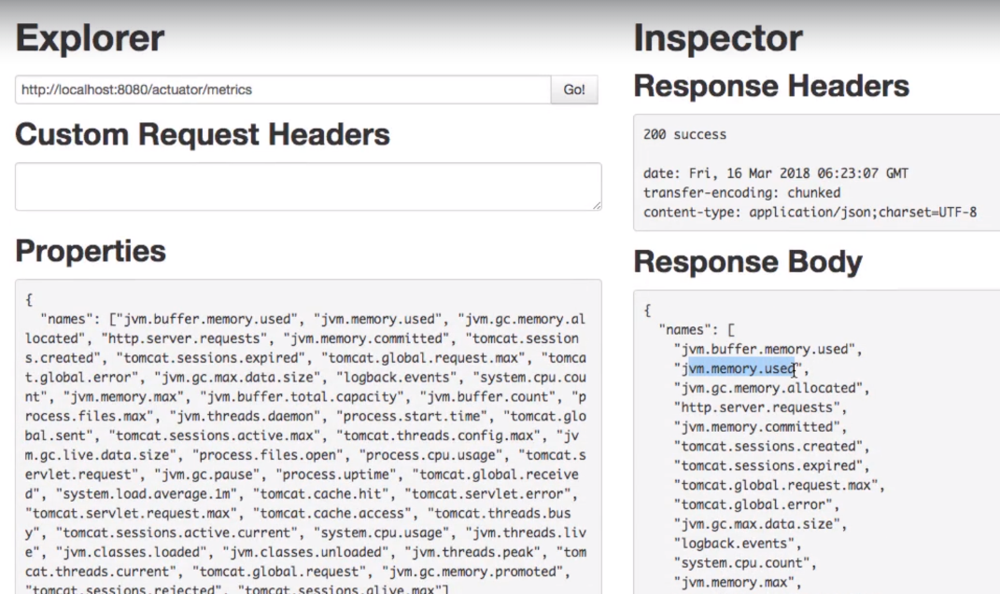 Explorer
http://localhost:8080/actuator/metrics
Go!
Custom Request Headers
Properties
{
"names": ["jvm.buffer.memory.used", "jvm.memory.used", "jvm.gc.memory.al
located", "http.server.requests", "jvm.memory.committed", "tomcat.session
s.created", "tomcat.sessions.expired", "tomcat.global.request.max", "tomca
t.global.error", "jvm.gc.max.data.size", "logback.events", "system.cpu.cou
nt", "jvm.memory.max", "jvm.buffer.total.capacity", "jvm.buffer.count", "p
rocess.files.max", "jvm.threads.daemon", "process.start.time", "tomcat.glo
bal.sent", "tomcat.sessions.active.max", "tomcat.threads.config.max", "jv
m.gc.live.data.size", "process.files.open", "process.cpu.usage", "tomcat.s
ervlet.request", "jvm.gc.pause", "process.uptime", "tomcat.global.receive
d", "system.load.average.1m", "tomcat.cache.hit", "tomcat.servlet.error",
"tomcat.servlet.request.max", "tomcat.cache.access", "tomcat.threads.bus
y", "tomcat.sessions.active.current", "system.cpu.usage", "jvm.threads.liv
e", "jvm.classes.loaded", "jvm.classes.unloaded", "jvm.threads.peak", "tom
cat.threads.current", "tomcat.global.request", "jvm.gc.memory.promoted",
"tomcat.sessions.rejected", "tomcat.sessions.alive.max"]
Inspector
Response Headers
200 success
date: Fri, 16 Mar 2018 06:23:07 GMT
transfer-encoding: chunked
content-type: application/json;charset=UTF-8
Response Body
{
"names": [
"jvm.buffer.memory.used",
"jvm.memory.used",
"jvm.gc.memory.allocated",
"http.server.requests",
"jvm.memory.committed",
"tomcat.sessions.created",
"tomcat.sessions.expired",
"tomcat.global.request.max",
"tomcat.global.error",
"jvm.gc.max.data.size",
"logback.events",
"system.cpu.count",
"jvm.memory.max",